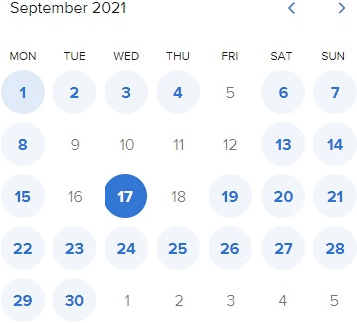 September 2021
MON TUE WED THU FRI SAT SUN
1 2 3 4 5 6 7
8 9 10 11 12 13 14
15 16 17 18 19 20 21
22 23 24 25 26 27 28
29 30 1 2 3 4 5